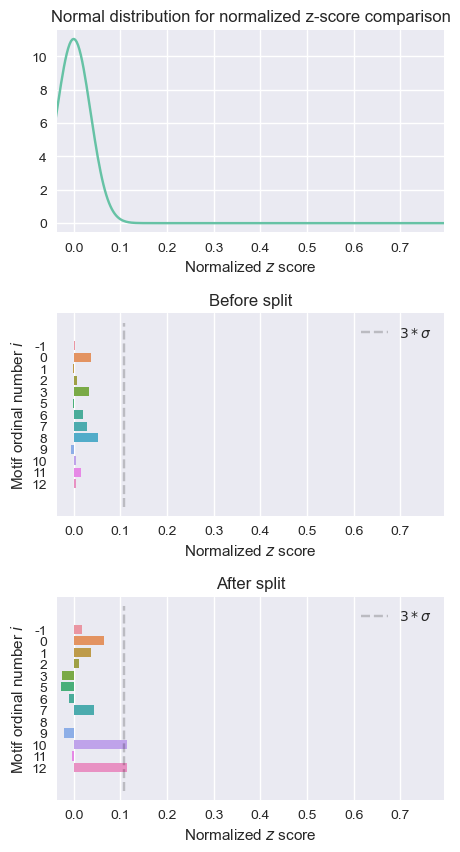 Normal distribution for normalized z-score comparison
10
8
6
4
2
0
0.0 0.1 0.2 0.3 0.4 0.5 0.6 0.7
Normalized z score
Before split
3 * σ
Motif ordinal number i
-1
0
1
2
3
5
6
7
8
9
10
11
12
0.0 0.1 0.2 0.3 0.4 0.5 0.6 0.7
Normalized z score
After split
3 * σ
Motif ordinal number i
-1
0
1
2
3
5
6
7
8
9
10
11
12
0.0 0.1 0.2 0.3 0.4 0.5 0.6 0.7
Normalized z score